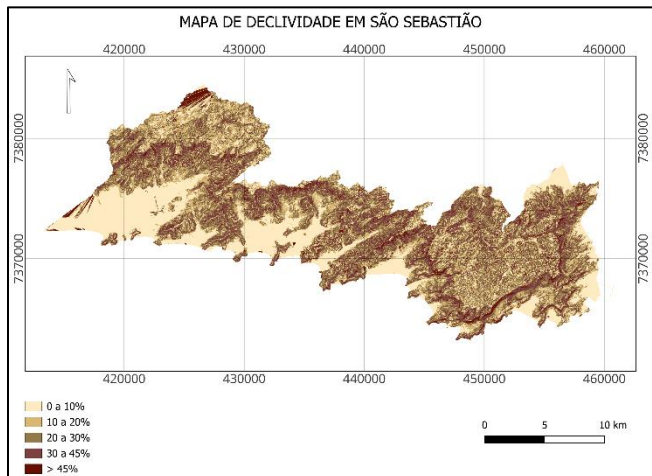 MAPA DE DECLIVIDADE EM SÃO SEBASTIÃO
420000 430000 440000 450000 460000
7380000 7380000
7370000 7370000
420000 430000 440000 450000 460000
0 a 10%
10 a 20%
20 a 30%
30 a 45%
> 45%
0 5 10 km